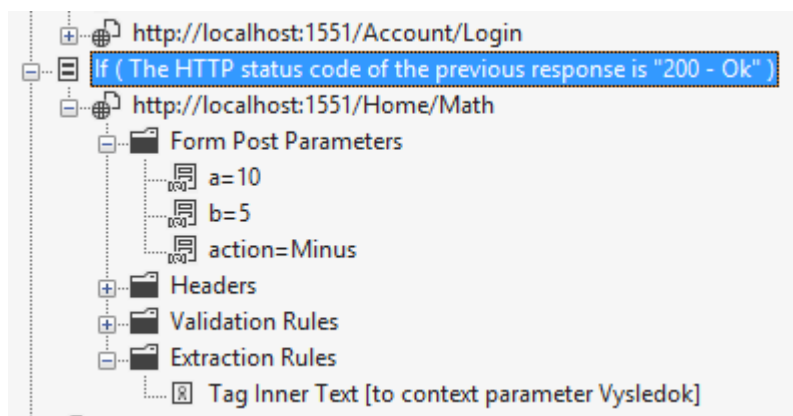 http://localhost:1551/Account/Login
If ( The HTTP status code of the previous response is "200 - Ok" )
http://localhost:1551/Home/Math
Form Post Parameters
a=10
b=5
action=Minus
Headers
Validation Rules
Extraction Rules
Tag Inner Text [to context parameter Vysledok]